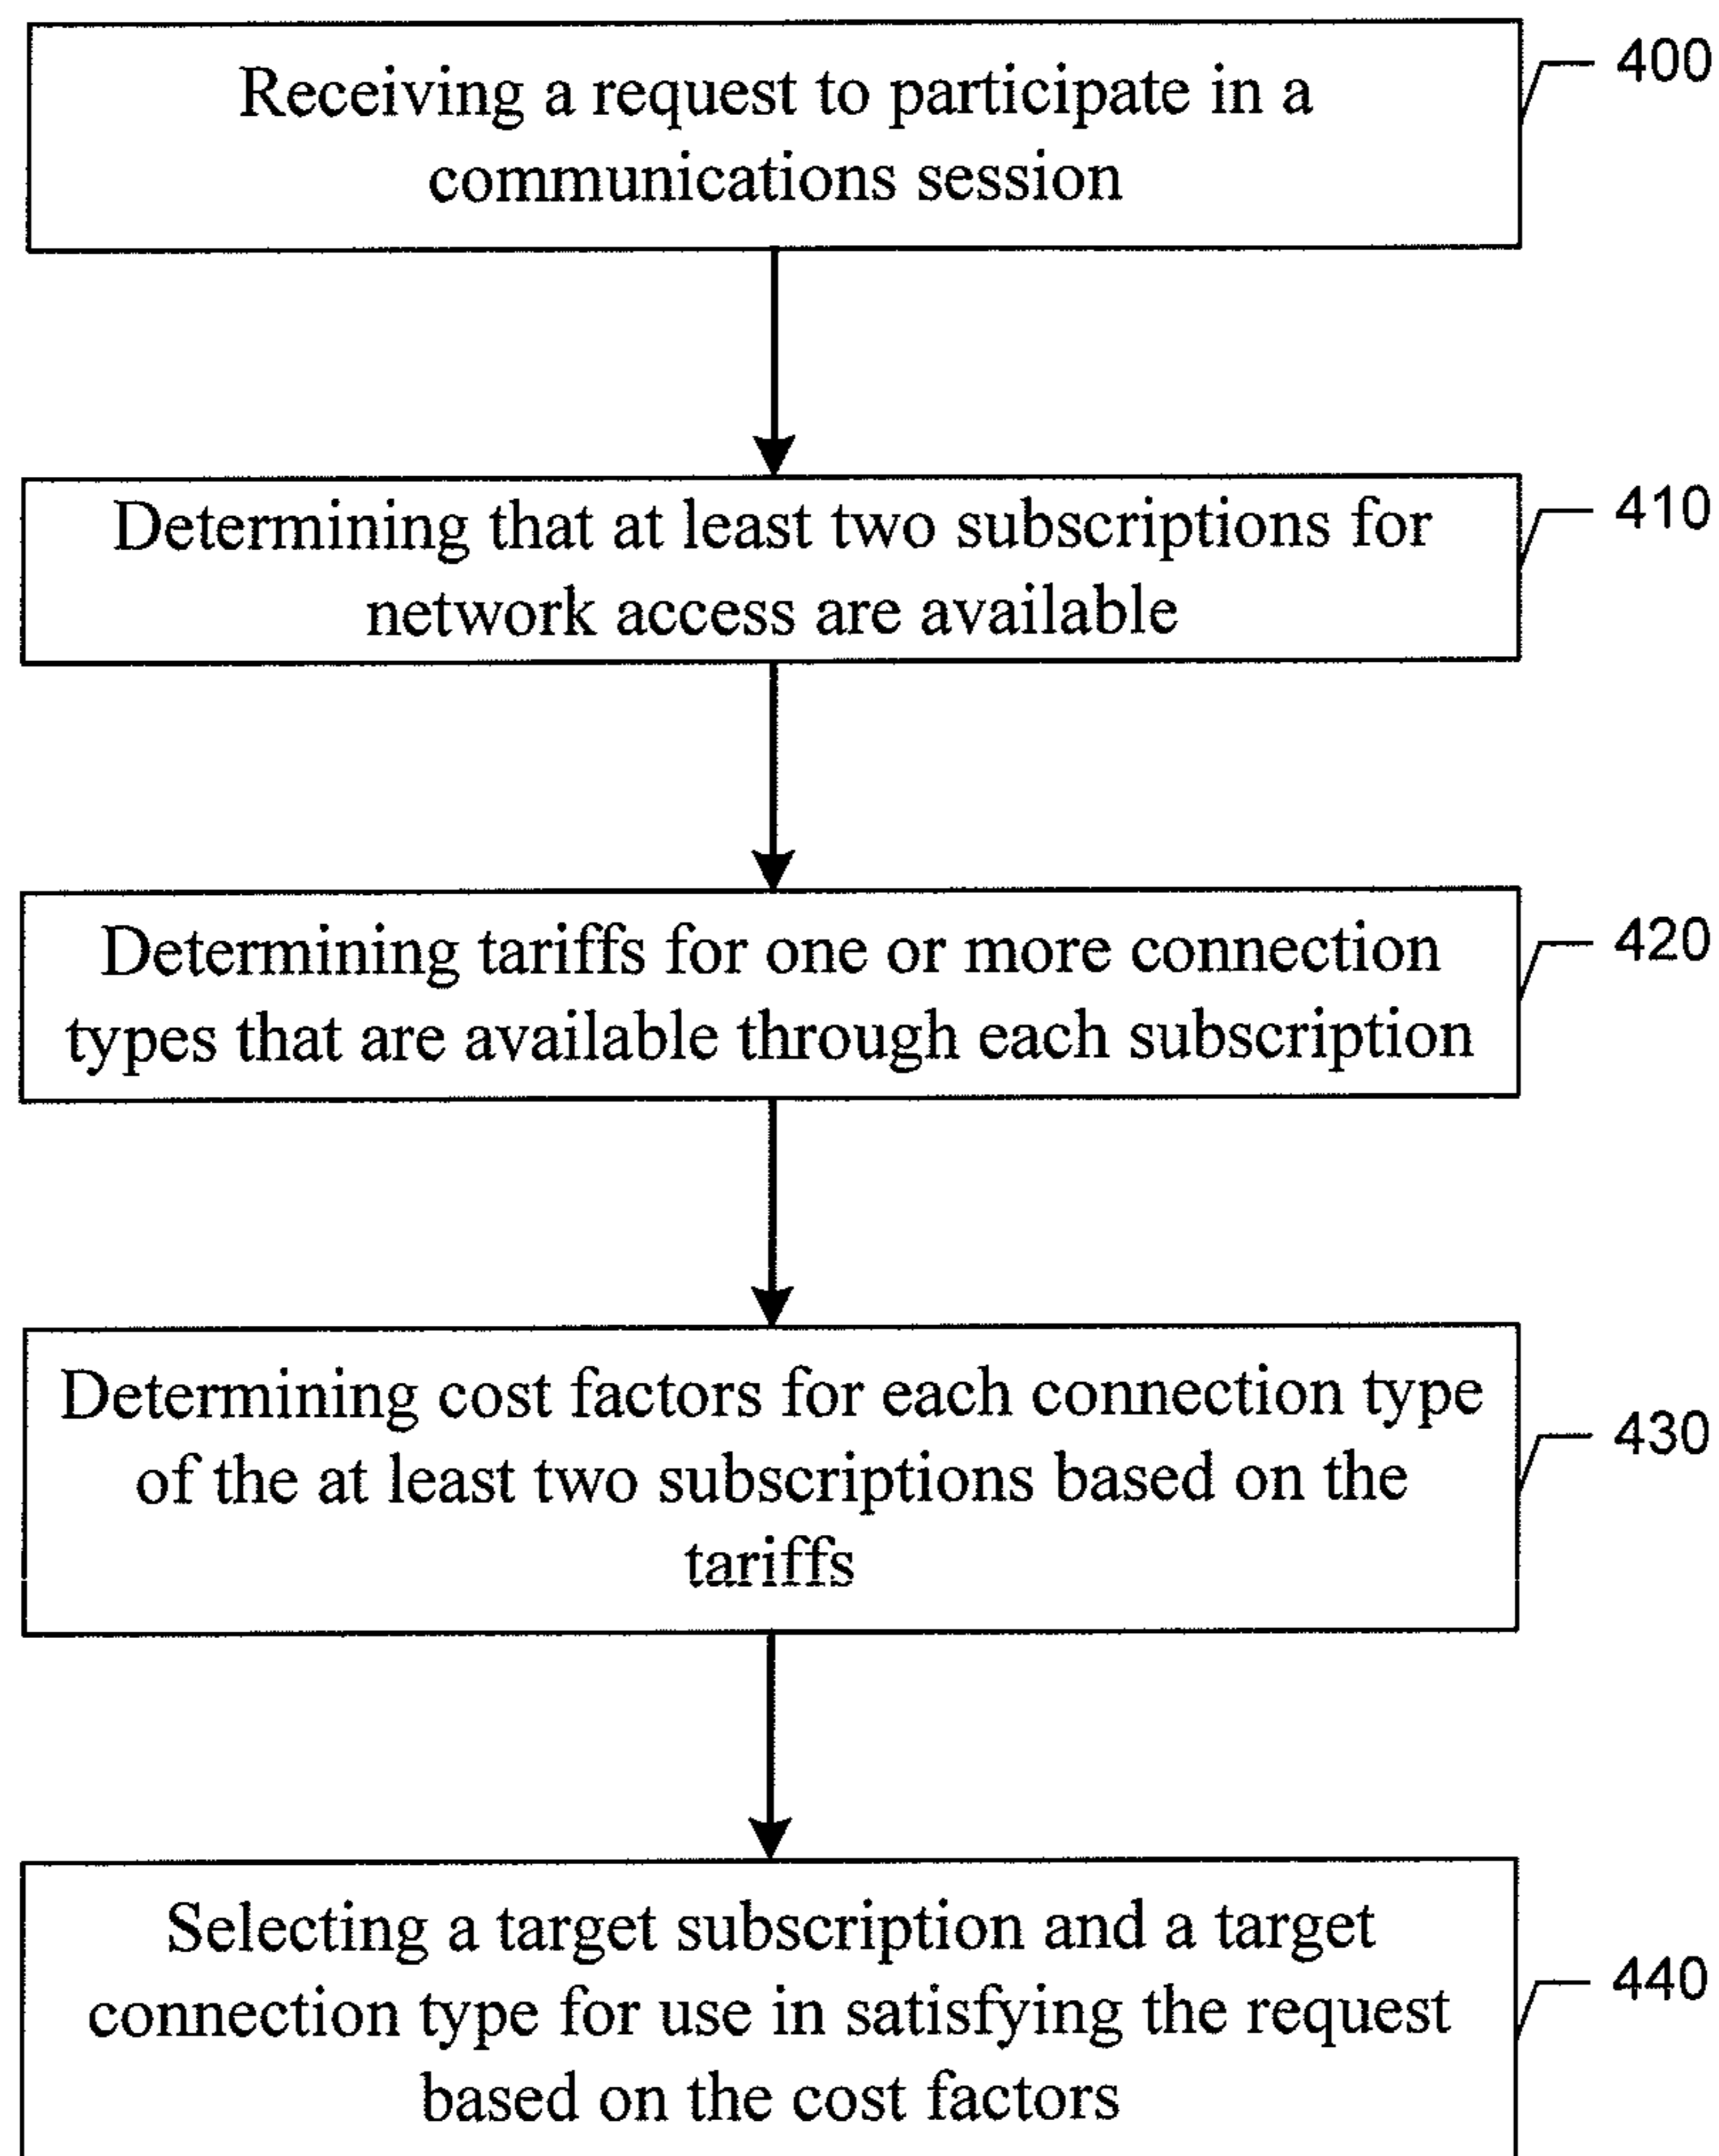 Receiving a request to participate in a
communications session
400
Determining that at least two subscriptions for
network access are available
410
Determining tariffs for one or more connection
types that are available through each subscription
420
Determining cost factors for each connection type
of the at least two subscriptions based on the
tariffs
430
Selecting a target subscription and a target
connection type for use in satisfying the request
based on the cost factors
440